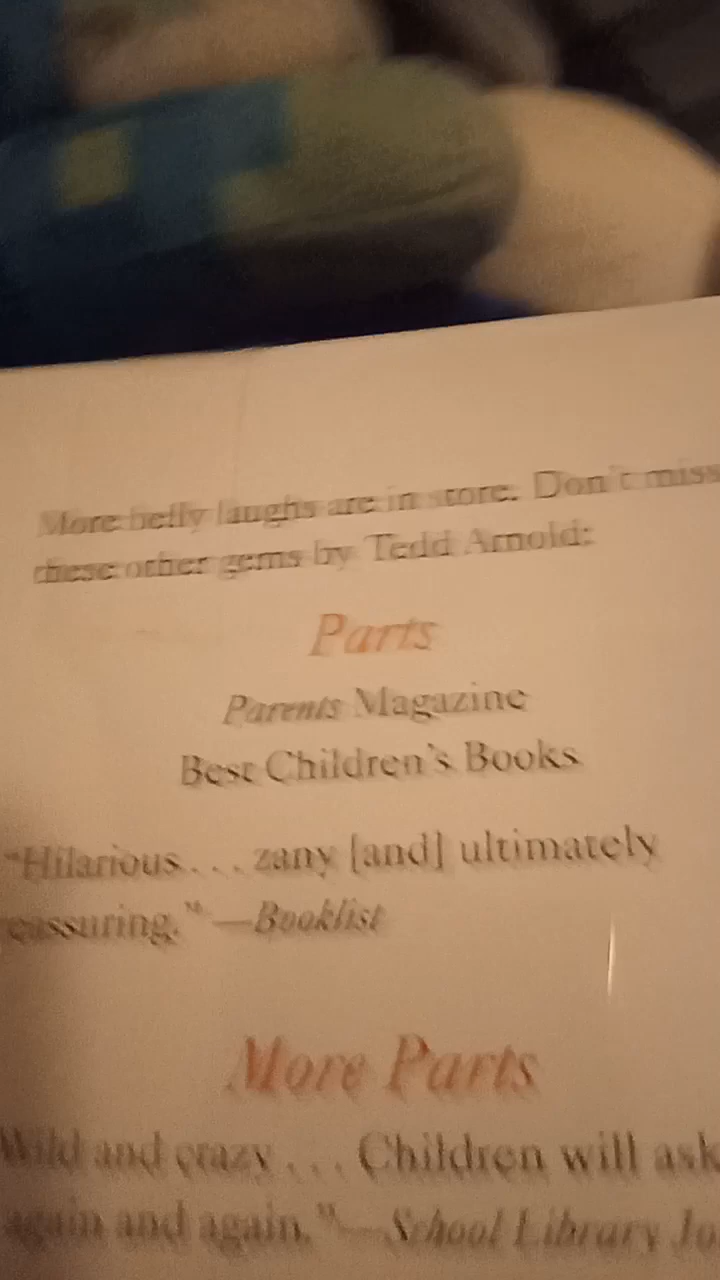 More belly laughs are in store. Don't miss
these other gems by Tedd Arnold:
Parts
Parents Magazine
Best Children's Books
"Hilarious . . . zany [and] ultimately
eassuring." —Booklist
More Parts
Wild and crazy . . . Children will ask
again and again." —School Library Jo